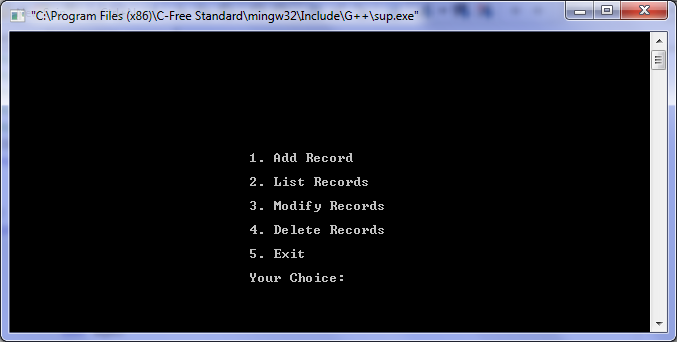 "C:\Program Files (x86)\C-Free Standard\mingw32\Include\G++\sup.exe"
1. Add Record
2. List Records
3. Modify Records
4. Delete Records
5. Exit
Your Choice: